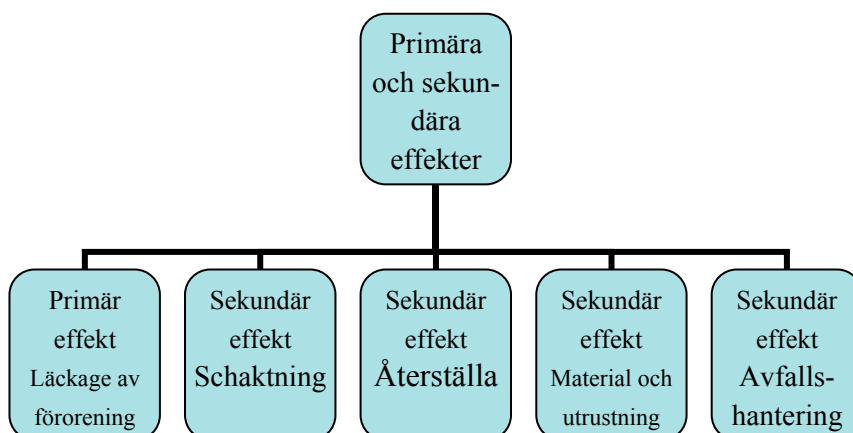 Primära
och sekun-
dära
effekter
Primär
effekt
Läckage av
förorening
Sekundär
effekt
Schaktning
Sekundär
effekt
Återställa
Sekundär
effekt
Material och
utrustning
Sekundär
effekt
Avfalls-
hantering